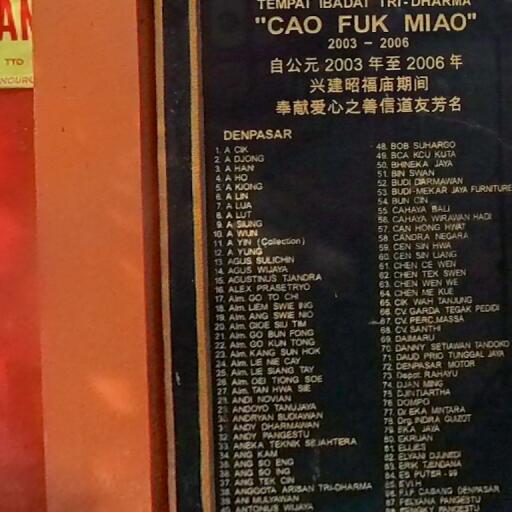 AN
TTD
TEMPAT IBADAT TRI-DHARMA
"CAO FUK MIAO"
2003 - 2006
自公元 2003 年至 2006 年
兴建昭福庙期间
奉献爱心之善信道友芳名
DENPASAR
1. A CIK
2. A DJONG
3. A HAN
4. A HO
5. A KIONG
6. A LIN
7. A LUA
8. A LUT
9. A SIUNG
10. A WUN
11. A YIN (Collection)
12. A YUNG
13. AGUS SULICHIN
14. AGUS WIJAYA
15. AGUSTINUS TJANDRA
16. ALEX PRASETRYO
17. Alm. GO TO CHI
18. Alm. LIEM SWIE ING
19. Alm. ANG SWIE NIO
20. Alm. GIOE SIU TIM
21. Alm. GO BUN FONG
22. Alm. GO KUN TONG
23. Alm. KANG SUN HOK
24. Alm. LIE NIE CAY
25. Alm. LIE SIANG TAY
26. Alm. OEI TIONG SOE
27. Alm. TAN HWA SIE
28. ANDI NOVIAN
29. ANDOYO TANUJAYA
30. ANDRYAN BUDIAWAN
31. ANDY DHARMAWAN
32. ANDY PANGESTU
33. ANEKA TEKNIK SEJAHTERA
34. ANG KAM
35. ANG SO ENG
36. ANG SO ING
37. ANG TEK CIN
38. ANGGOTA ARISAN TRI-DHARMA
39. ANI MULYAWAN
40. ANTONIUS WIJAYA
48. BOB SUHARGO
49. BCA KCU KUTA
50. BHINEKA JAYA
51. BIN SWAN
52. BUDI DARMAWAN
53. BUDI-MEKAR JAYA FURNITURE
54. BUN CIN
55. CAHAYA BALI
56. CAHAYA WIRAWAN HADI
57. CAN HONG HWAT
58. CANDRA NEGARA
59. CEN SIN HWA
60. CEN SIN LIANG
61. CHEN CE WEN
62. CHEN TEK SWEN
63. CHEN WEN WE
64. CHEN ME KUE
65. CIK WAH TANJUNG
66. CV. GARDA TEGAK PEDIDI
67. CV. PERC. MASSA
68. CV. SANTHI
69. DAIMARU
70. DANNY SETIAWAN TANDOKO
71. DAUD PRIO TUNGGAL JAYA
72. DENPASAR MOTOR
73. Depot. RAHAYU
74. DJAN MING
75. DJINTIARTHA
76. DOMPO
77. Dr. EKA MINTARA
78. Drg. INDRA GUIZOT
79. EKA JAYA
80. EKRUAN
81. ELLIES
82. ELYANI DJUNEDI
83. ERIK TJENDANA
84. ES PUTER - 99
85. EVI H
86. F.I.F CABANG DENPASAR
87. FELYANA PANGESTU
88. FENGKY PANGESTU